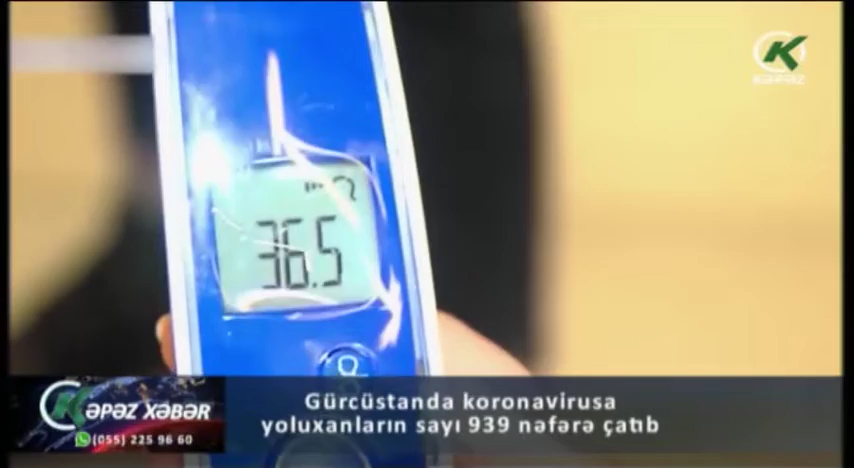 KƏPƏZ
36.5
Gürcüstanda koronavirusa
yoluxanların sayı 939 nəfərə çatıb
KƏPƏZ XƏBƏR
(055) 225 96 60